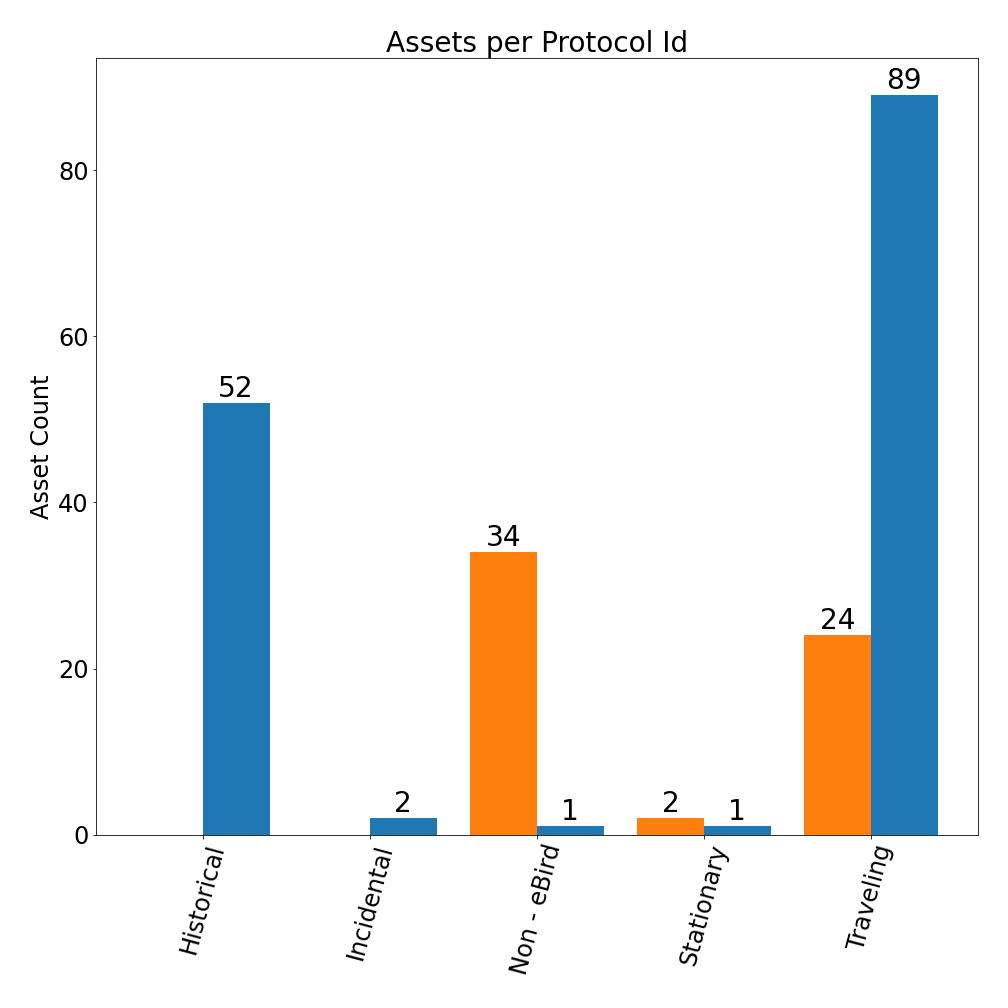 Assets per Protocol Id
Asset Count
80
60
40
20
0
52
2
34
1
2
1
24
89
Historical
Incidental
Non - eBird
Stationary
Traveling